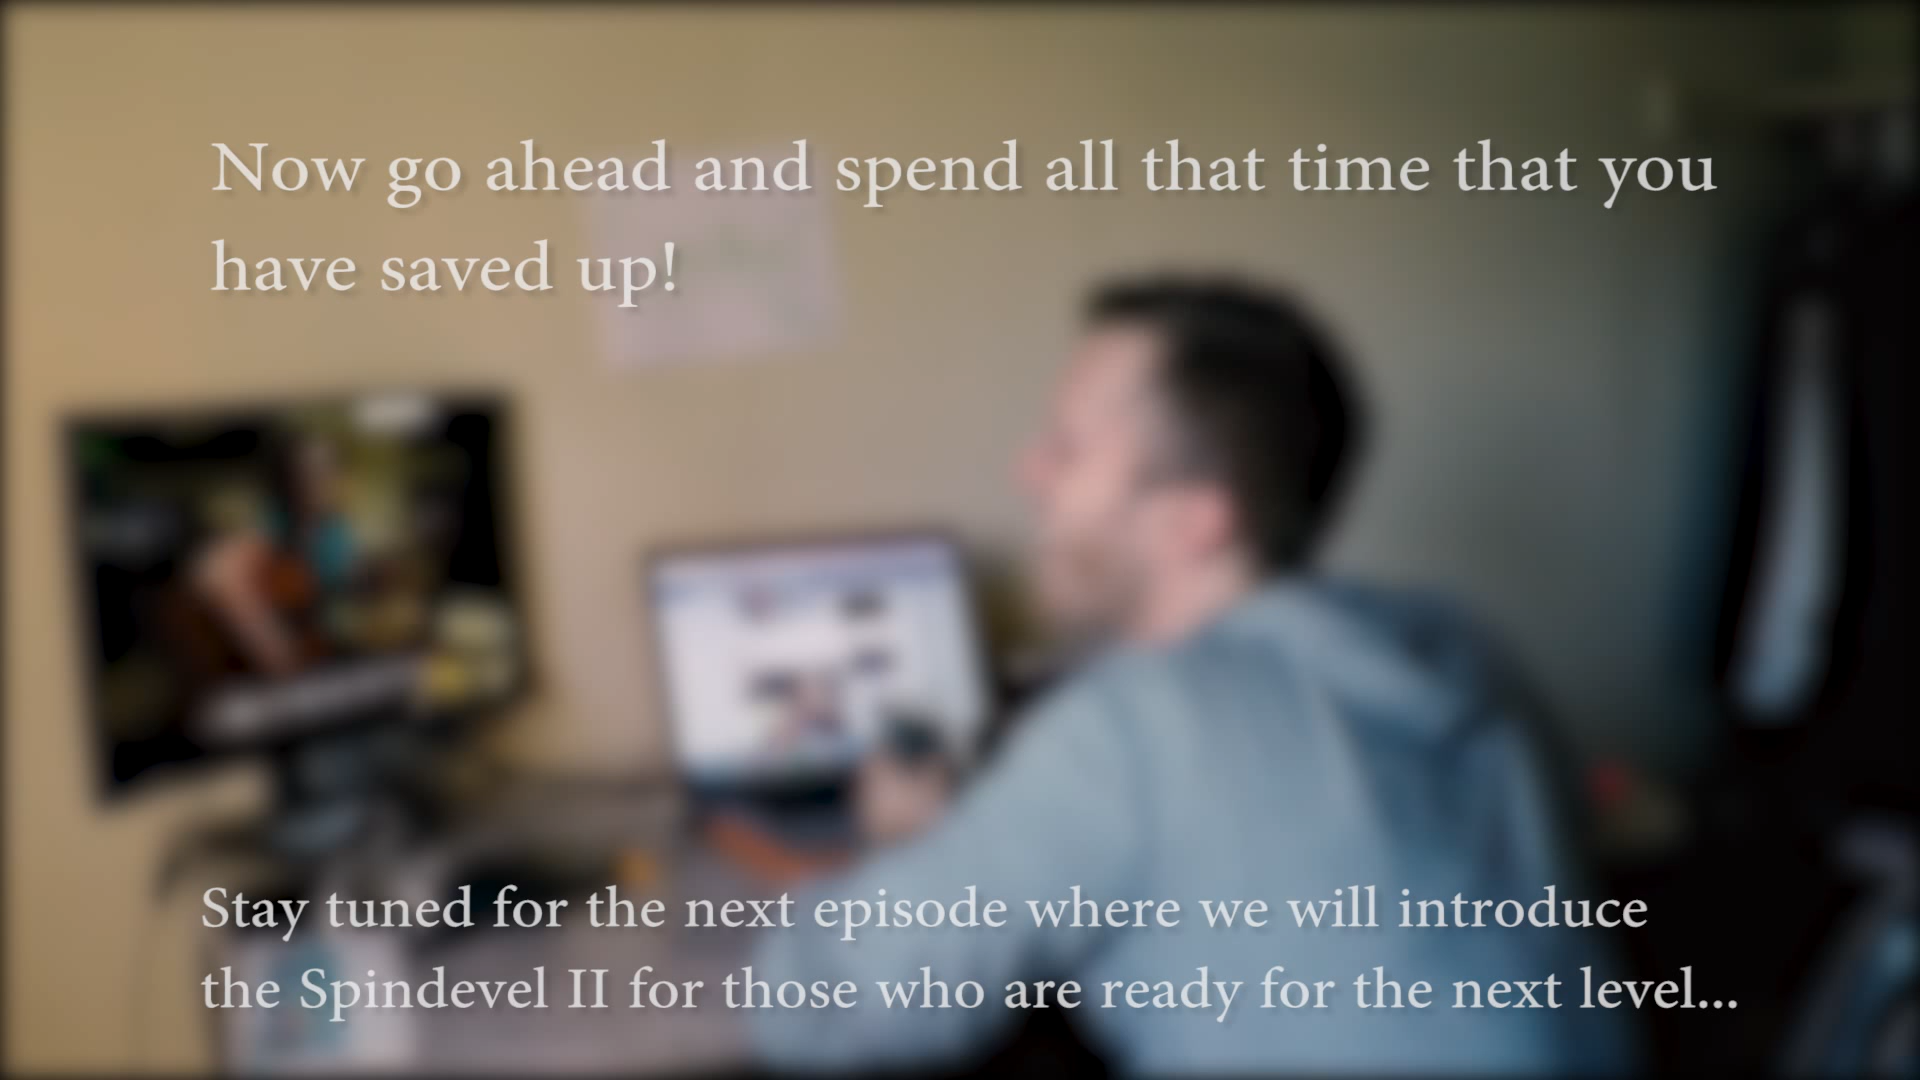 Now go ahead and spend all that time that you
have saved up!
Stay tuned for the next episode where we will introduce
the Spindevel II for those who are ready for the next level...